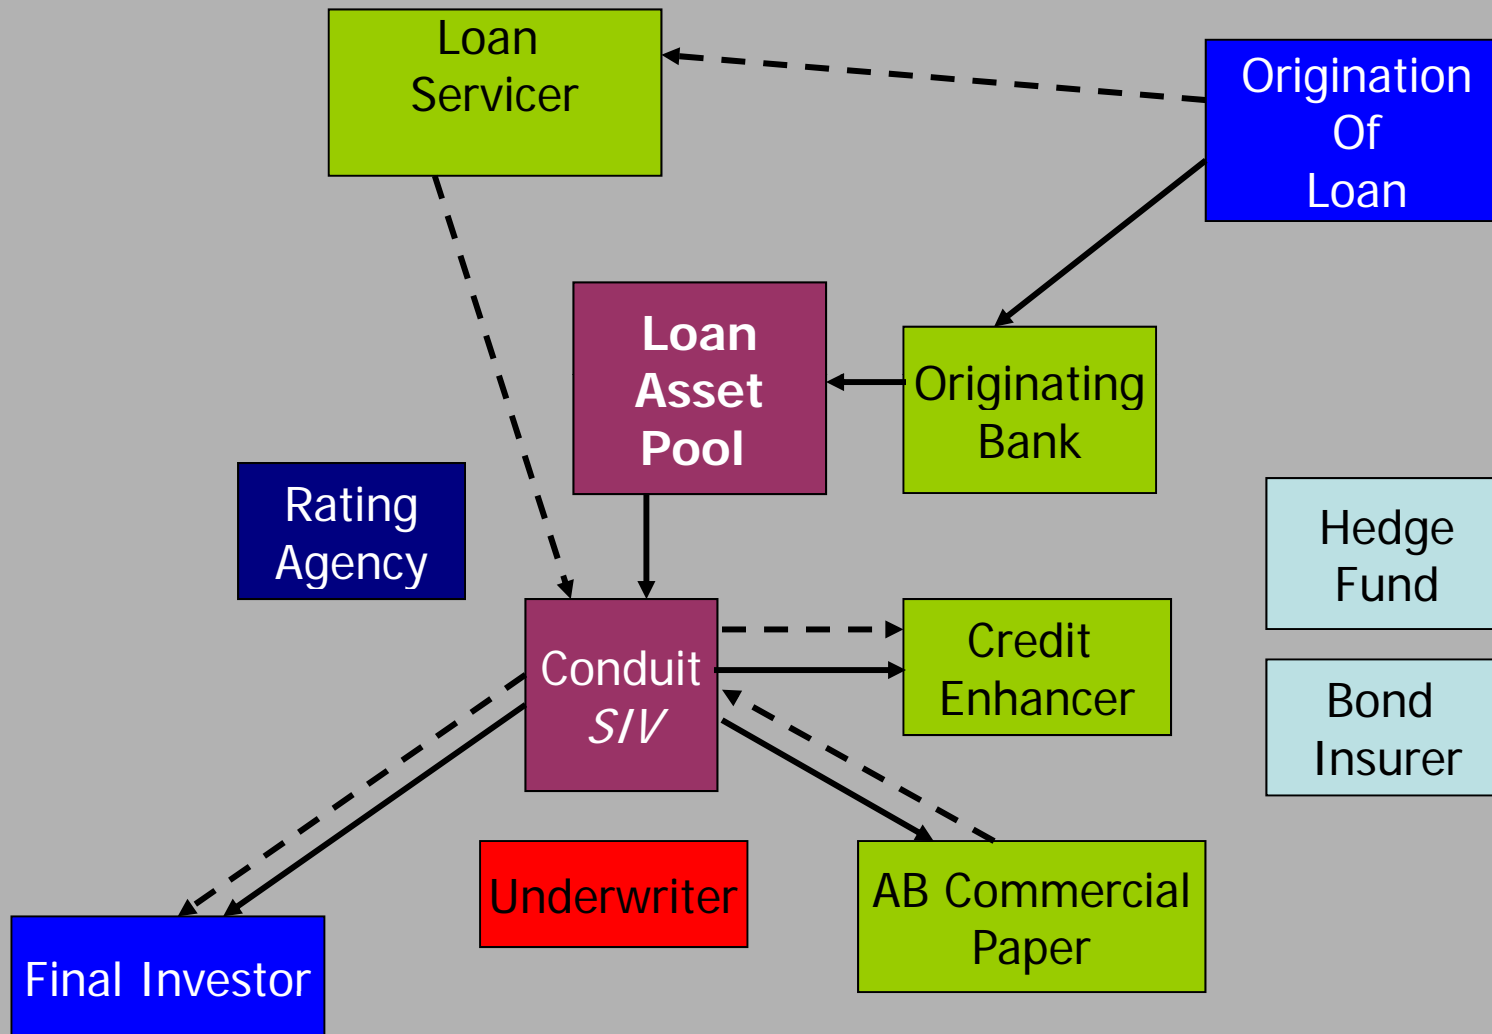 Loan
Servicer
Origination
Of
Loan
Loan
Asset
Pool
Originating
Bank
Rating
Agency
Hedge
Fund
Conduit
SIV
Credit
Enhancer
Bond
Insurer
Underwriter
AB Commercial
Paper
Final Investor